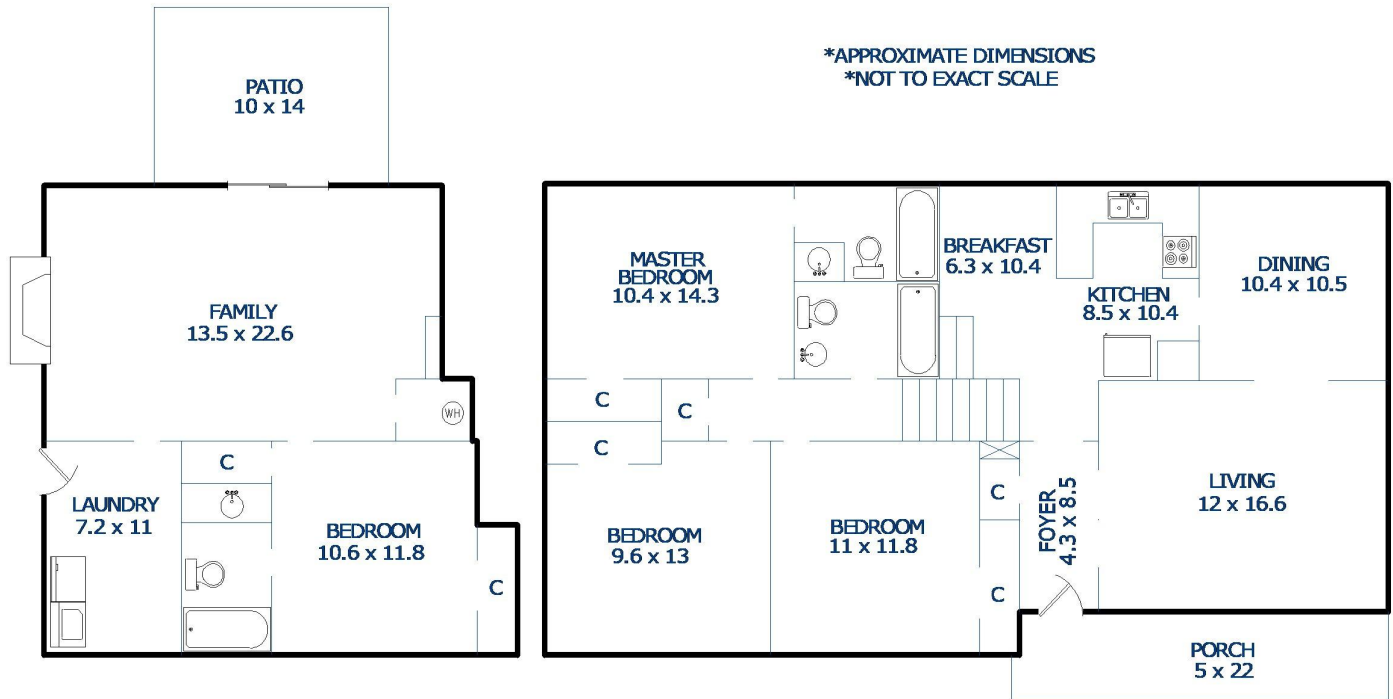 *APPROXIMATE DIMENSIONS
*NOT TO EXACT SCALE
PATIO
10 x 14
FAMILY
13.5 x 22.6
WH
C
LAUNDRY
7.2 x 11
BEDROOM
10.6 x 11.8
C
MASTER
BEDROOM
10.4 x 14.3
BREAKFAST
6.3 x 10.4
KITCHEN
8.5 x 10.4
DINING
10.4 x 10.5
C
C
C
BEDROOM
9.6 x 13
BEDROOM
11 x 11.8
C
C
FOYER
4.3 x 8.5
LIVING
12 x 16.6
PORCH
5 x 22